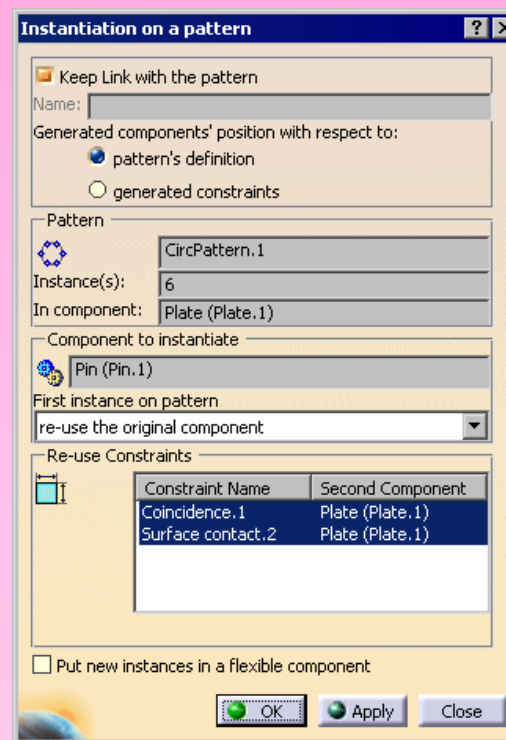 Instantiation on a pattern
Keep Link with the pattern
Name:
Generated components' position with respect to:
pattern's definition
generated constraints
Pattern
CircPattern.1
Instance(s): 6
In component: Plate (Plate.1)
Component to instantiate
Pin (Pin.1)
First instance on pattern
re-use the original component
Re-use Constraints
Constraint Name Second Component
Coincidence.1 Plate (Plate.1)
Surface contact.2 Plate (Plate.1)
Put new instances in a flexible component
OK Apply Close